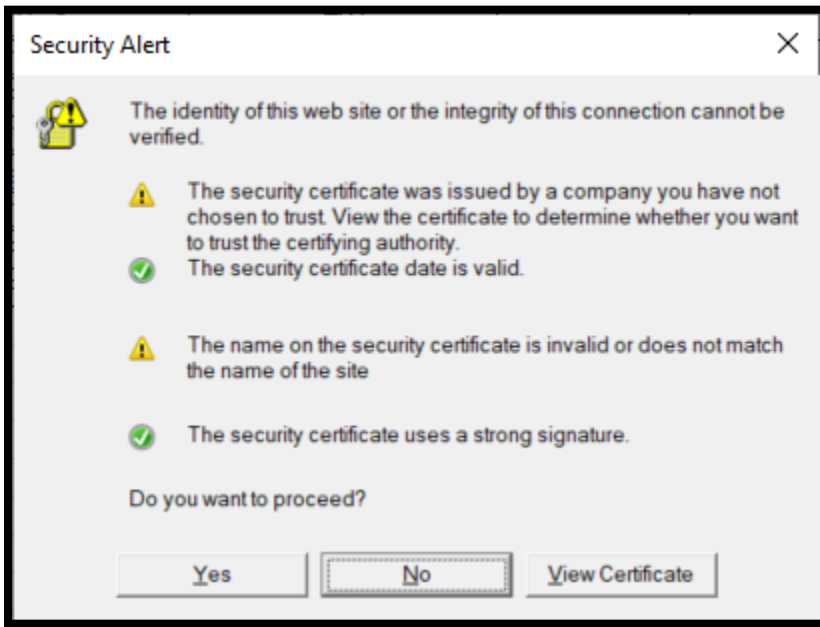 Security Alert
The identity of this web site or the integrity of this connection cannot be
verified.
The security certificate was issued by a company you have not
chosen to trust. View the certificate to determine whether you want
to trust the certifying authority.
The security certificate date is valid.
The name on the security certificate is invalid or does not match
the name of the site
The security certificate uses a strong signature.
Do you want to proceed?
Yes
No
View Certificate